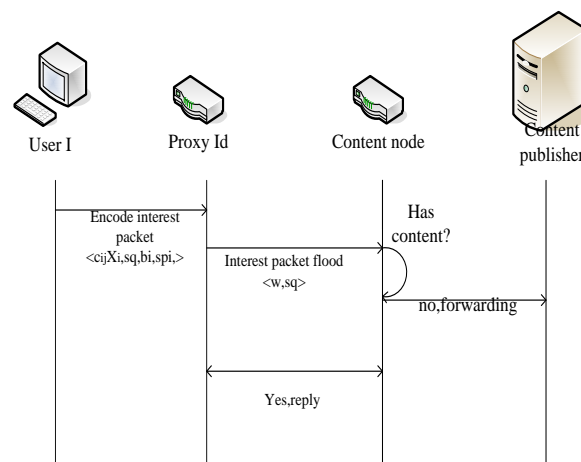 User I
Proxy Id
Content node
Content
publisher
Encode interest
packet
<cijXi,sq,bi,spi,>
Has
content?
Interest packet flood
<w,sq>
no,forwarding
Yes,reply